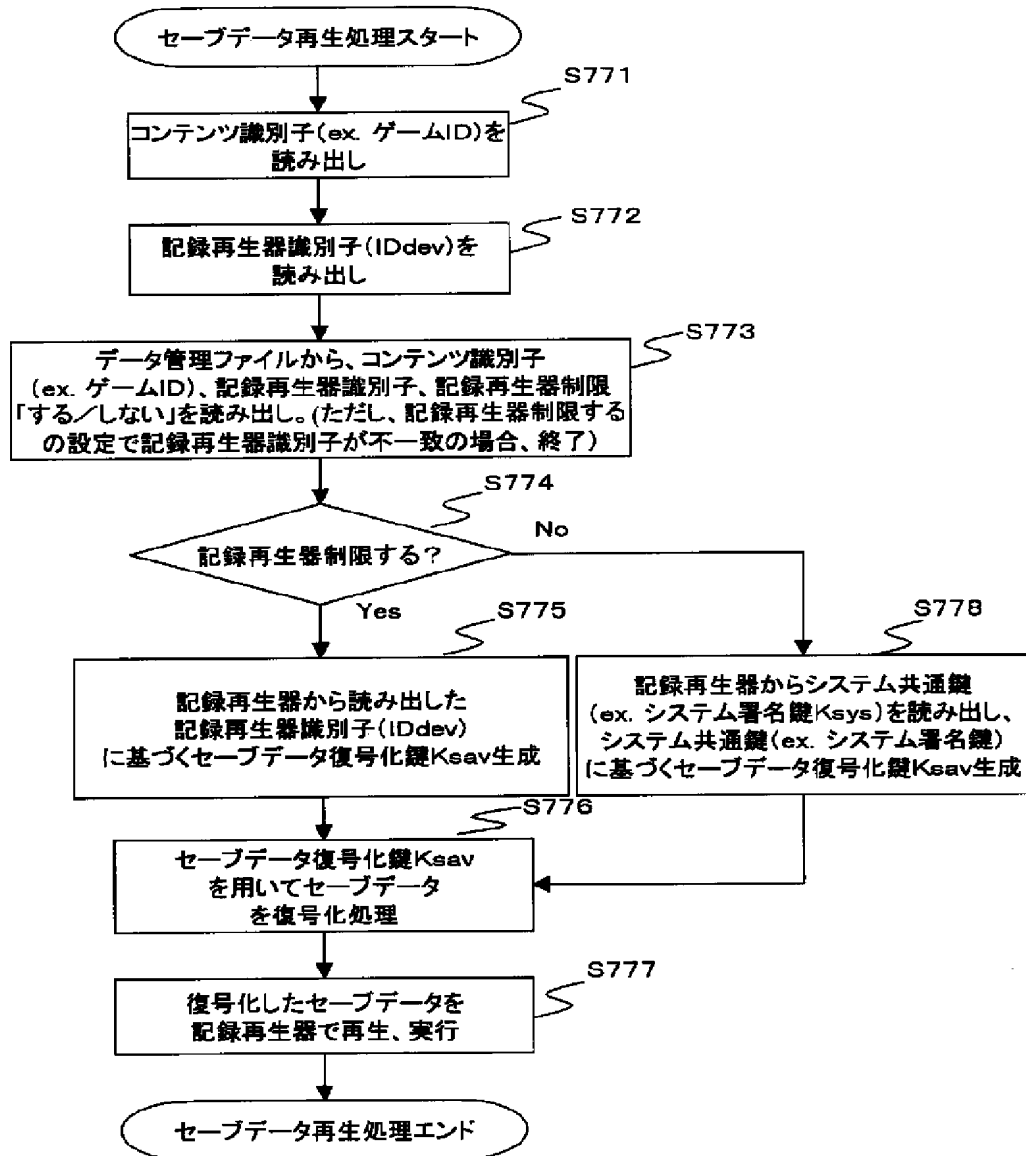 セーブデータ再生処理スタート
S771
コンテンツ識別子(ex. ゲームID)を
読み出し
S772
記録再生器識別子(IDdev)を
読み出し
S773
データ管理ファイルから、コンテンツ識別子
(ex. ゲームID)、記録再生器識別子、記録再生器制限
「する／しない」を読み出し。(ただし、記録再生器制限する
の設定で記録再生器識別子が不一致の場合、終了)
S774
記録再生器制限する？
No
Yes
S775
記録再生器から読み出した
記録再生器識別子(IDdev)
に基づくセーブデータ復号化鍵Ksav生成
S778
記録再生器からシステム共通鍵
(ex. システム署名鍵Ksys)を読み出し、
システム共通鍵(ex. システム署名鍵)
に基づくセーブデータ復号化鍵Ksav生成
S776
セーブデータ復号化鍵Ksav
を用いてセーブデータ
を復号化処理
S777
復号化したセーブデータを
記録再生器で再生、実行
セーブデータ再生処理エンド